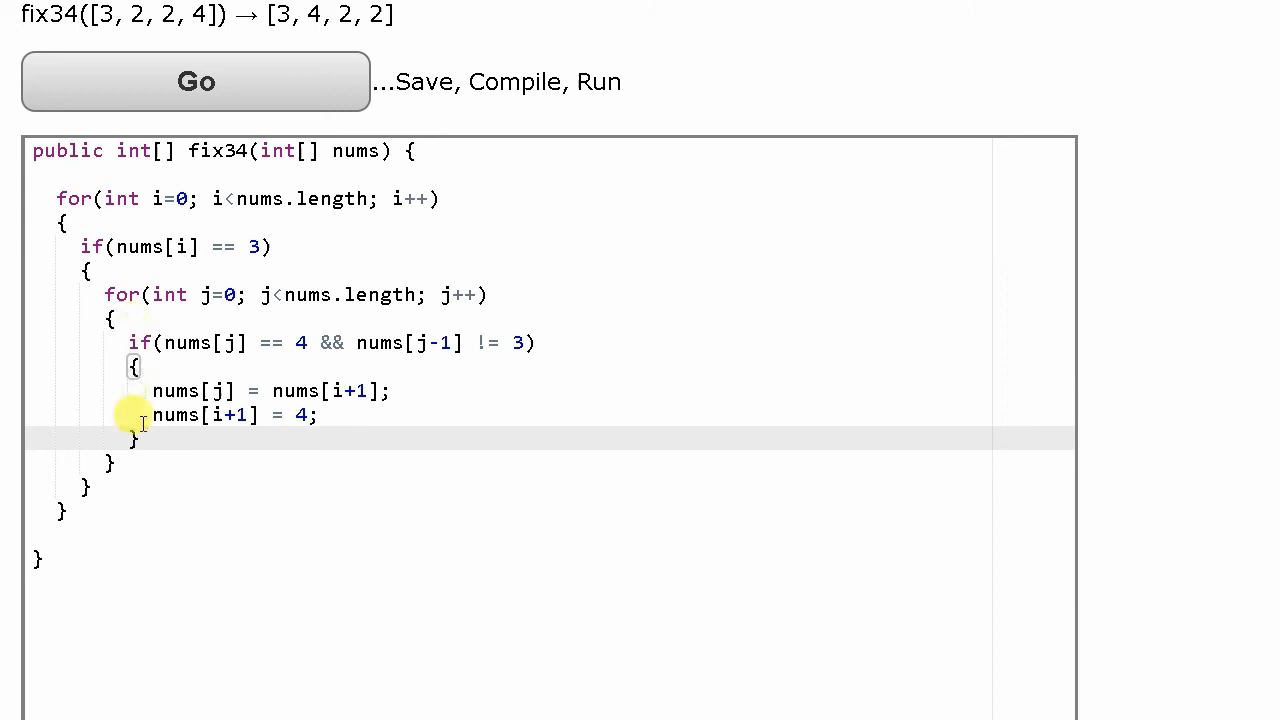 fix34([3, 2, 2, 4]) → [3, 4, 2, 2]
Go
...Save, Compile, Run
public int[] fix34(int[] nums) {
for(int i=0; i<nums.length; i++)
{
if(nums[i] == 3)
{
for(int j=0; j<nums.length; j++)
{
if(nums[j] == 4 && nums[j-1] != 3)
{
nums[j] = nums[i+1];
nums[i+1] = 4;
}
}
}
}
}